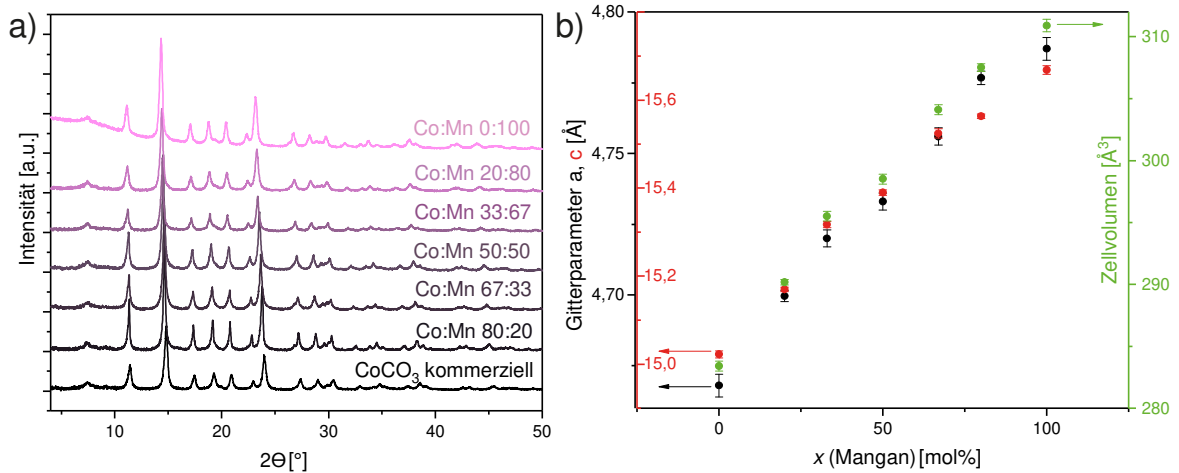 a)
Intensität [a.u.]
Co:Mn 0:100
Co:Mn 20:80
Co:Mn 33:67
Co:Mn 50:50
Co:Mn 67:33
Co:Mn 80:20
CoCO₃ kommerziell
10 20 30 40 50
2Θ [°]
b)
Gitterparameter a, c [Å]
4,80
4,75
4,70
15,6
15,4
15,2
15,0
Zellvolumen [Å³]
310
300
290
280
0 50 100
x (Mangan) [mol%]